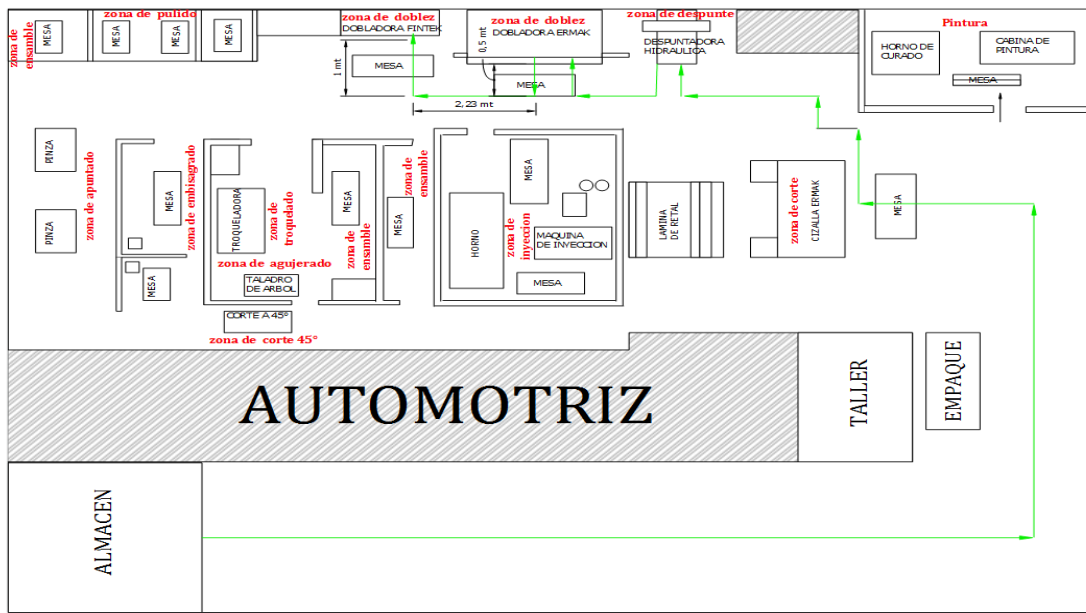 zona de pulido
zona de ensamble
MESA
MESA
MESA
MESA
zona de doblez
DOBLADORA FINTEK
MESA
1 mt
zona de doblez
DOBLADORA ERMAK
0,5 mt
MESA
2, 23 mt
zona de despunte
DESPUNTADORA
HIDRAULICA
Pintura
HORNO DE
CURADO
CABINA DE
PINTURA
MESA
PINZA
PINZA
zona de apuntado
MESA
zona de embisagrado
MESA
TROQUELADORA
zona de
troquelado
zona de agujerado
TALADRO
DE ARBOL
CORTE A 45°
zona de corte 45°
MESA
zona de
ensamble
MESA
zona de
ensamble
HORNO
MESA
zona de
inyeccion
MAQUINA
DE INYECCION
MESA
LAMINA
DE RETAL
zona de corte
CIZALLA ERMAK
MESA
AUTOMOTRIZ
TALLER
EMPAQUE
ALMACEN